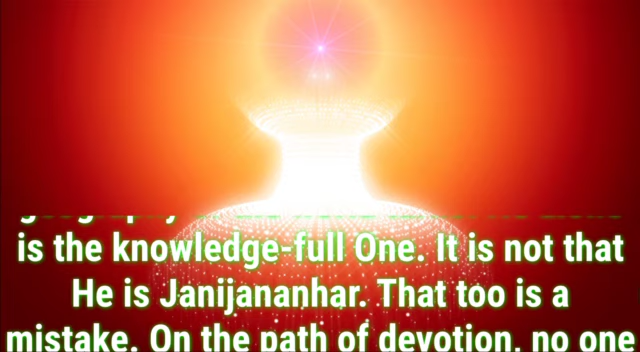 is the knowledge-full One. It is not that
He is Janijananhar. That too is a
mistake. On the path of devotion, no one